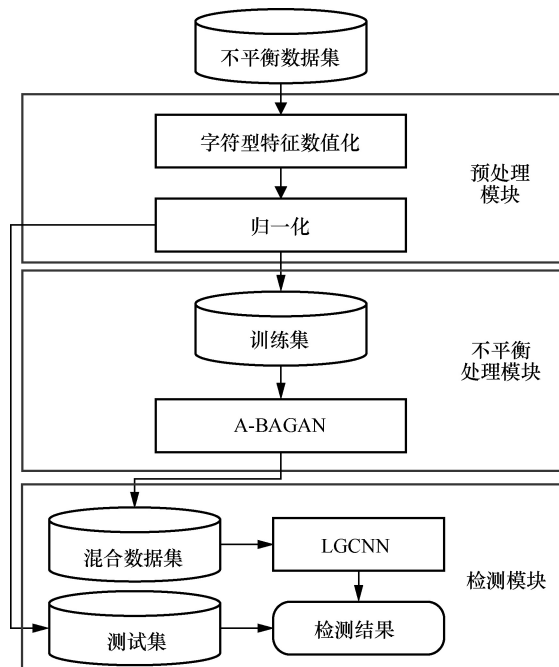 不平衡数据集
字符型特征数值化
预处理
模块
归一化
训练集
不平衡
处理模块
A-BAGAN
混合数据集
LGCNN
检测模块
测试集
检测结果